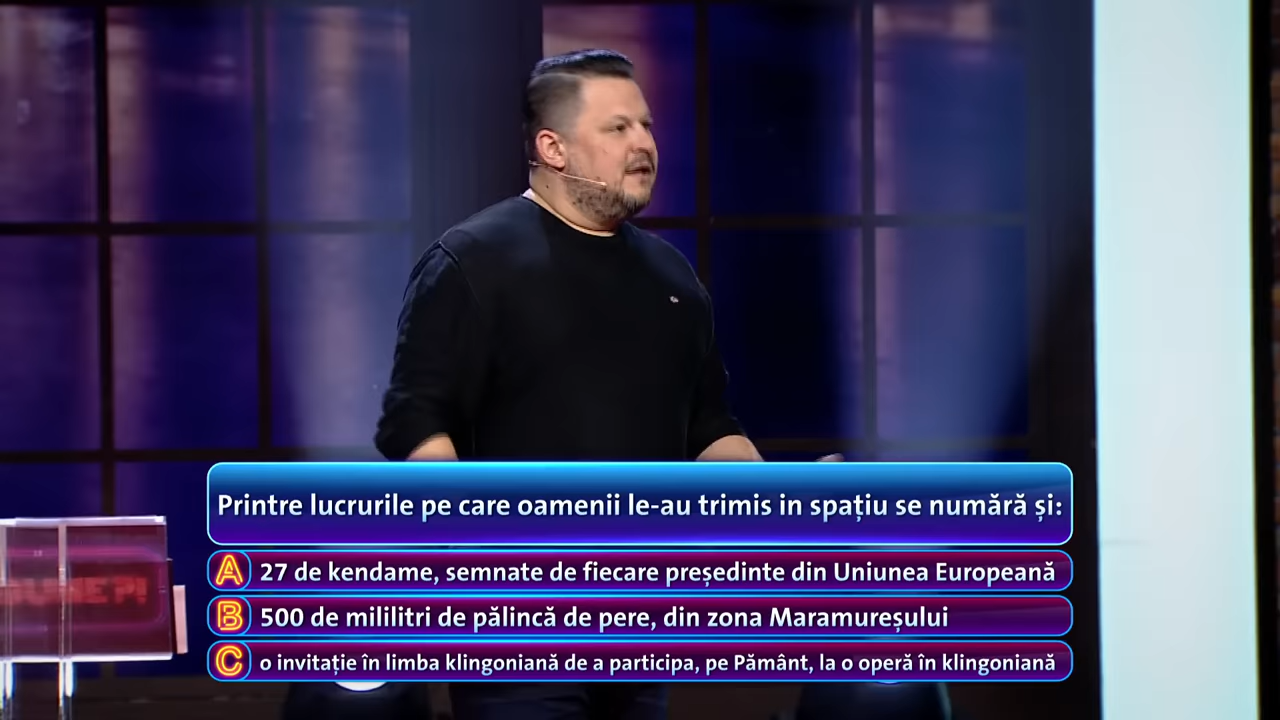 Printre lucrurile pe care oamenii le-au trimis in spațiu se numără și:
A 27 de kendame, semnate de fiecare președinte din Uniunea Europeană
B 500 de mililitri de pălincă de pere, din zona Maramureșului
C o invitație în limba klingoniană de a participa, pe Pământ, la o operă în klingoniană